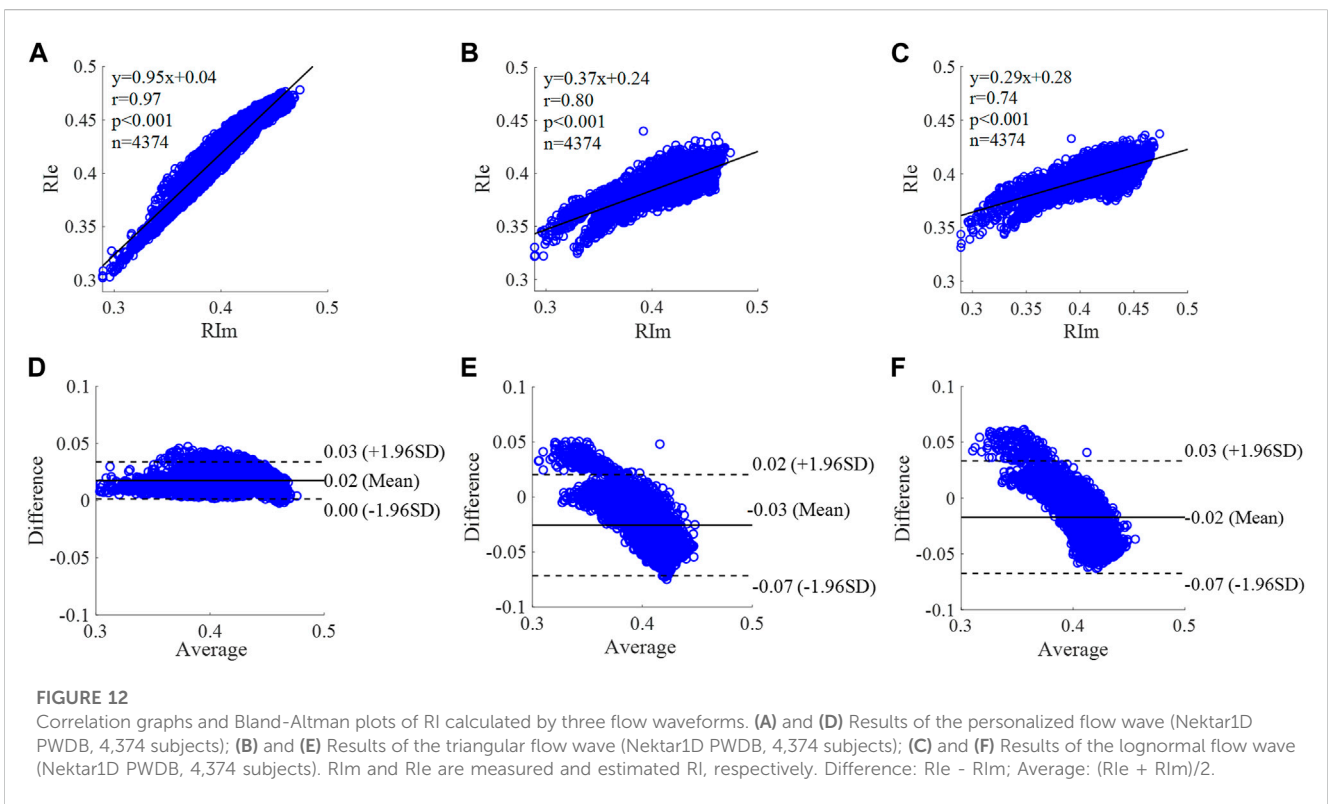 A
y=0.95x+0.04
r=0.97
p<0.001
n=4374
0.5
0.45
0.4
0.35
0.3
RIe
0.3
0.4
0.5
RIm
B
y=0.37x+0.24
r=0.80
p<0.001
n=4374
0.5
0.45
0.4
0.35
0.3
RIe
0.3
0.4
0.5
RIm
C
y=0.29x+0.28
r=0.74
p<0.001
n=4374
0.5
0.45
0.4
0.35
0.3
RIe
0.3
0.35
0.4
0.45
0.5
RIm
D
0.1
0.05
0
-0.05
-0.1
Difference
0.03 (+1.96SD)
0.02 (Mean)
0.00 (-1.96SD)
0.3
0.4
0.5
Average
E
0.1
0.05
0
-0.05
-0.1
Difference
0.02 (+1.96SD)
-0.03 (Mean)
-0.07 (-1.96SD)
0.3
0.4
0.5
Average
F
0.1
0.05
0
-0.05
-0.1
Difference
0.03 (+1.96SD)
-0.02 (Mean)
-0.07 (-1.96SD)
0.3
0.4
0.5
Average
FIGURE 12
Correlation graphs and Bland-Altman plots of RI calculated by three flow waveforms. (A) and (D) Results of the personalized flow wave (Nektar1D
PWDB, 4,374 subjects); (B) and (E) Results of the triangular flow wave (Nektar1D PWDB, 4,374 subjects); (C) and (F) Results of the lognormal flow wave
(Nektar1D PWDB, 4,374 subjects). RIm and RIe are measured and estimated RI, respectively. Difference: RIe - RIm; Average: (RIe + RIm)/2.